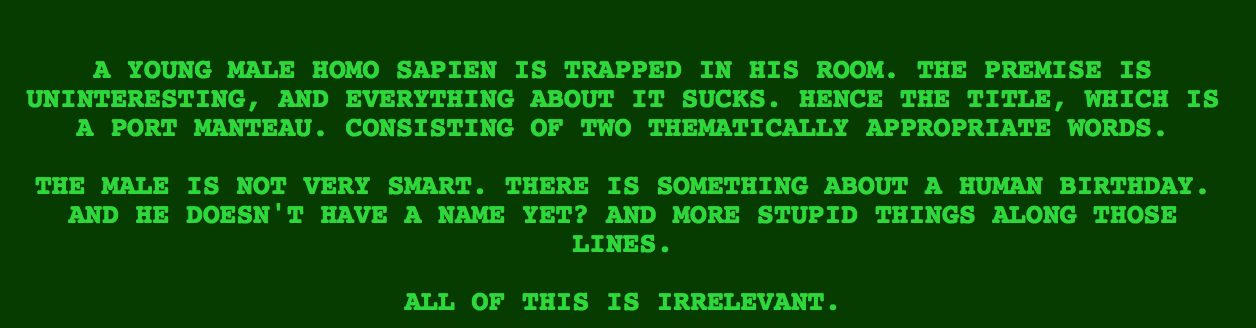 A YOUNG MALE HOMO SAPIEN IS TRAPPED IN HIS ROOM. THE PREMISE IS
UNINTERESTING, AND EVERYTHING ABOUT IT SUCKS. HENCE THE TITLE, WHICH IS
A PORT MANTEAU. CONSISTING OF TWO THEMATICALLY APPROPRIATE WORDS.
THE MALE IS NOT VERY SMART. THERE IS SOMETHING ABOUT A HUMAN BIRTHDAY.
AND HE DOESN'T HAVE A NAME YET? AND MORE STUPID THINGS ALONG THOSE
LINES.
ALL OF THIS IS IRRELEVANT.